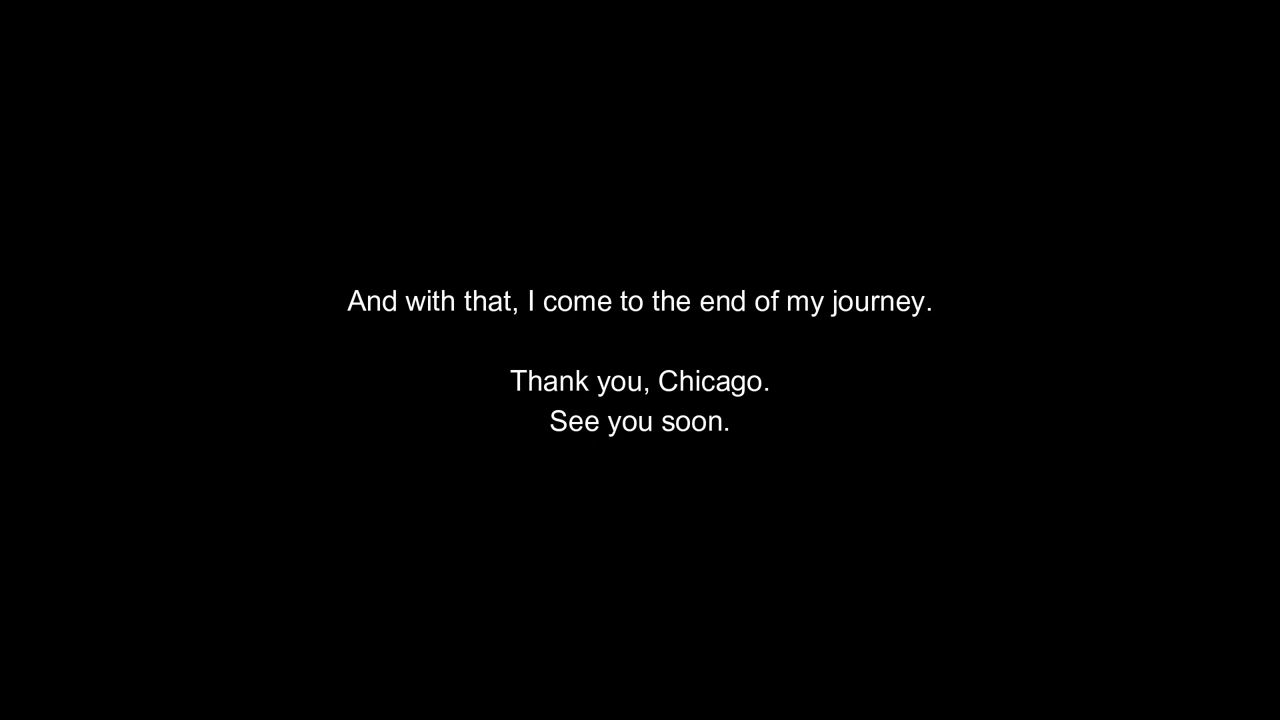 And with that, I come to the end of my journey.
Thank you, Chicago.
See you soon.